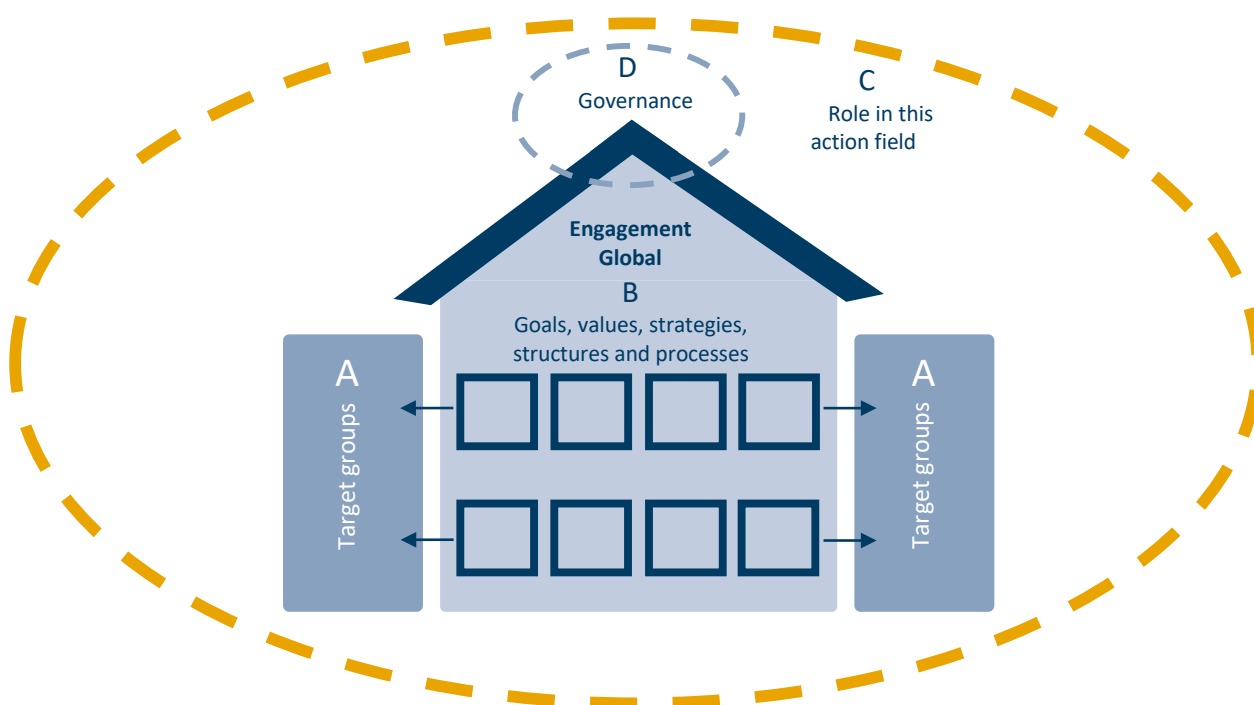 D
Governance
C
Role in this
action field
Engagement
Global
B
Goals, values, strategies,
structures and processes
A
Target groups
A
Target groups